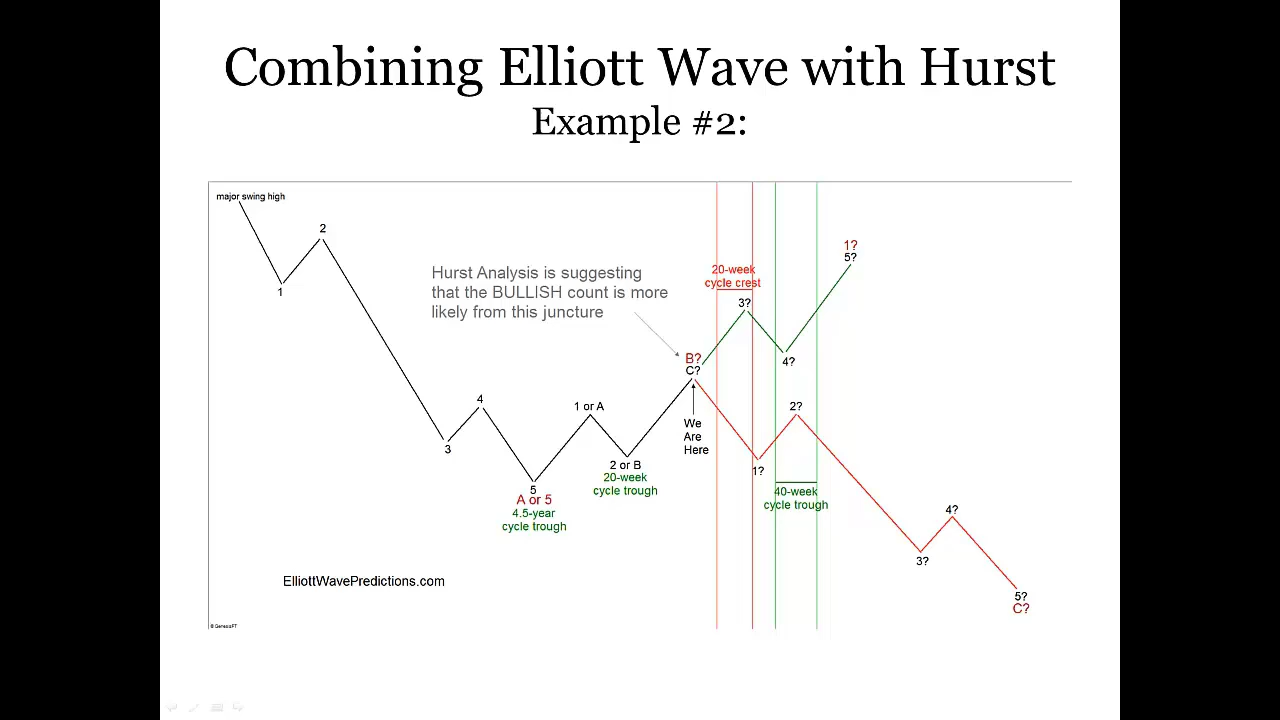 Combining Elliott Wave with Hurst
Example #2:
major swing high
2
1
Hurst Analysis is suggesting
that the BULLISH count is more
likely from this juncture
20-week
cycle crest
1?
5?
3?
4?
B?
C?
We
Are
Here
4
3
1 or A
2 or B
20-week
cycle trough
5
A or 5
4.5-year
cycle trough
2?
1?
40-week
cycle trough
4?
3?
5?
C?
ElliottWavePredictions.com
© GenesisFT